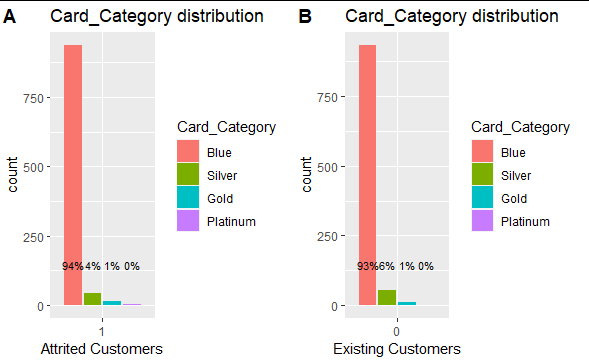 A
Card_Category distribution
count
750
500
250
0
94% 4% 1% 0%
1
Attrited Customers
Card_Category
Blue
Silver
Gold
Platinum
B
Card_Category distribution
count
750
500
250
0
93% 6% 1% 0%
0
Existing Customers
Card_Category
Blue
Silver
Gold
Platinum